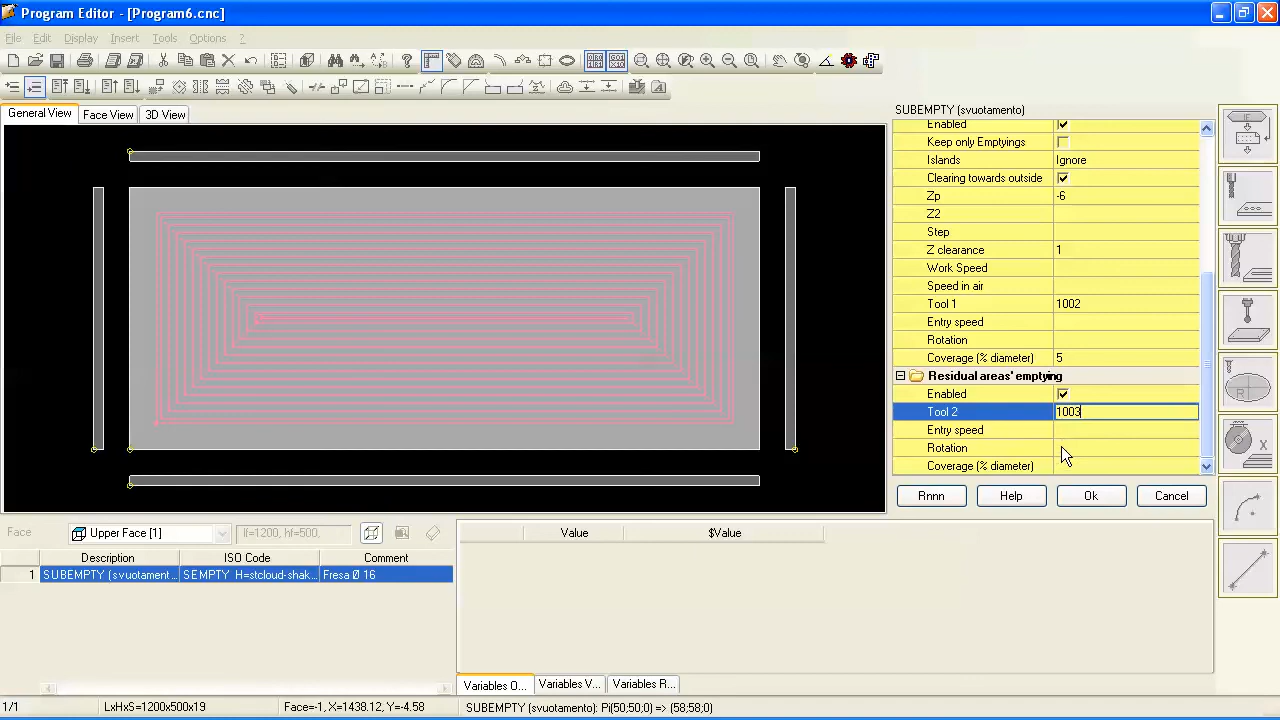 Program Editor - [Program6.cnc]
File Edit Display Insert Tools Options ?
General View Face View 3D View
SUBEMPTY (svuotamento)
Enabled
Keep only Emptyings
Islands Ignore
Clearing towards outside
Zp -6
Z2
Step
Z clearance 1
Work Speed
Speed in air
Tool 1 1002
Entry speed
Rotation
Coverage (% diameter) 5
Residual areas' emptying
Enabled
Tool 2 1003
Entry speed
Rotation
Coverage (% diameter)
Rnnn Help Ok Cancel
Face Upper Face [1] lf=1200, hf=500,
Description ISO Code Comment
1 SUBEMPTY (svuotament... SEMPTY H=stcloud-shak... Fresa Ø 16
Value $Value
Variables O... Variables V... Variables R...
1/1 LxHxS=1200x500x19 Face=-1, X=1438.12, Y=-4.58 SUBEMPTY (svuotamento): Pi(50;50;0) => (58;58;0)